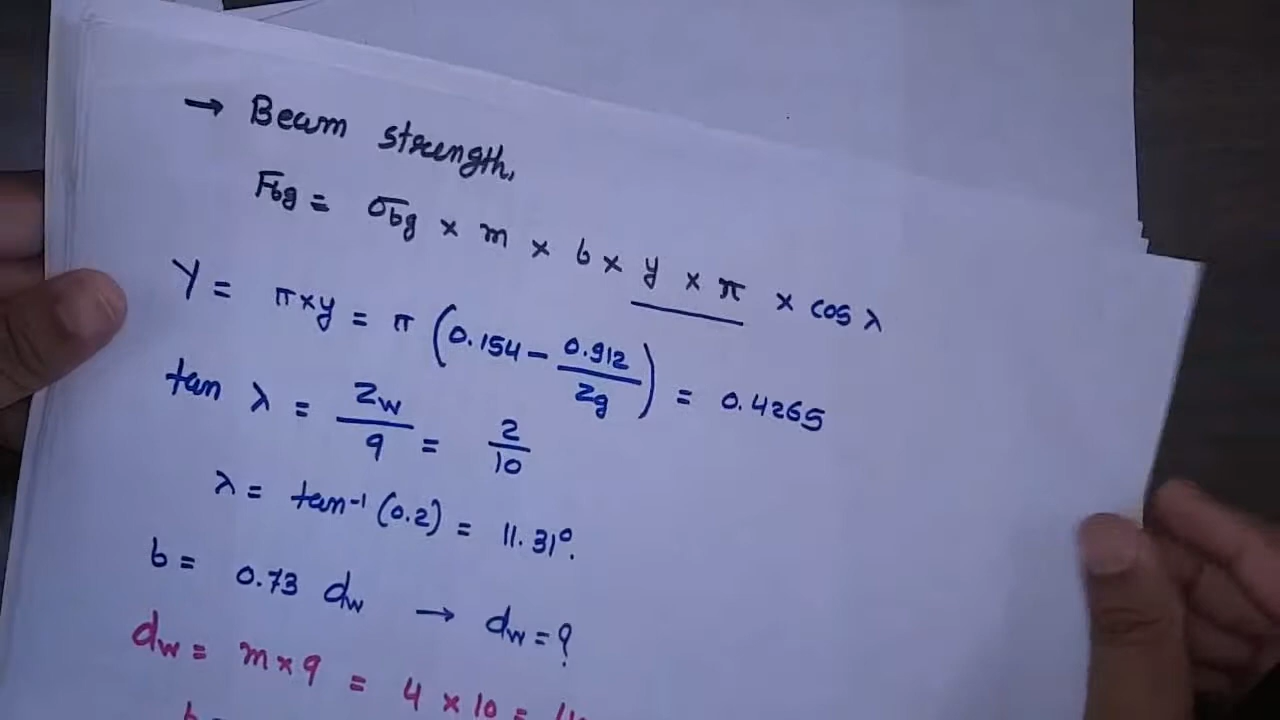 → Beam strength,
Fbg = σbg × m × b × y × π × cos λ
Y = π×y = π (0.154 - 0.912/zg) = 0.4265
tan λ = zw/q = 2/10
λ = tan⁻¹ (0.2) = 11.31°.
b = 0.73 dw → dw = ?
dw = m × q = 4 × 10 =